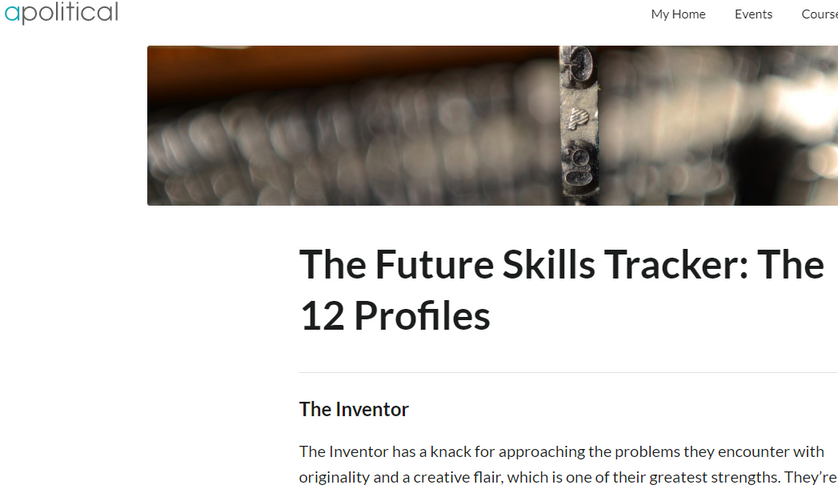 apolitical
My Home Events Course
The Future Skills Tracker: The
12 Profiles
The Inventor
The Inventor has a knack for approaching the problems they encounter with
originality and a creative flair, which is one of their greatest strengths. They're